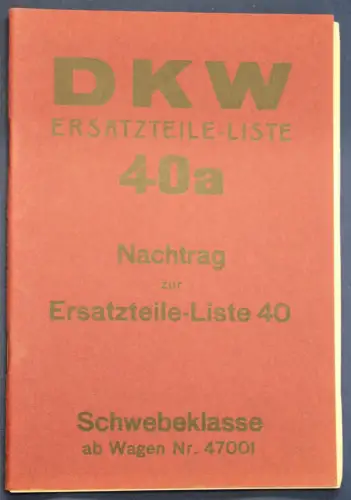 DKW
ERSATZTEILE-LISTE
40a
Nachtrag
zur
Ersatzteile-Liste 40
Schwebeklasse
ab Wagen Nr. 47001